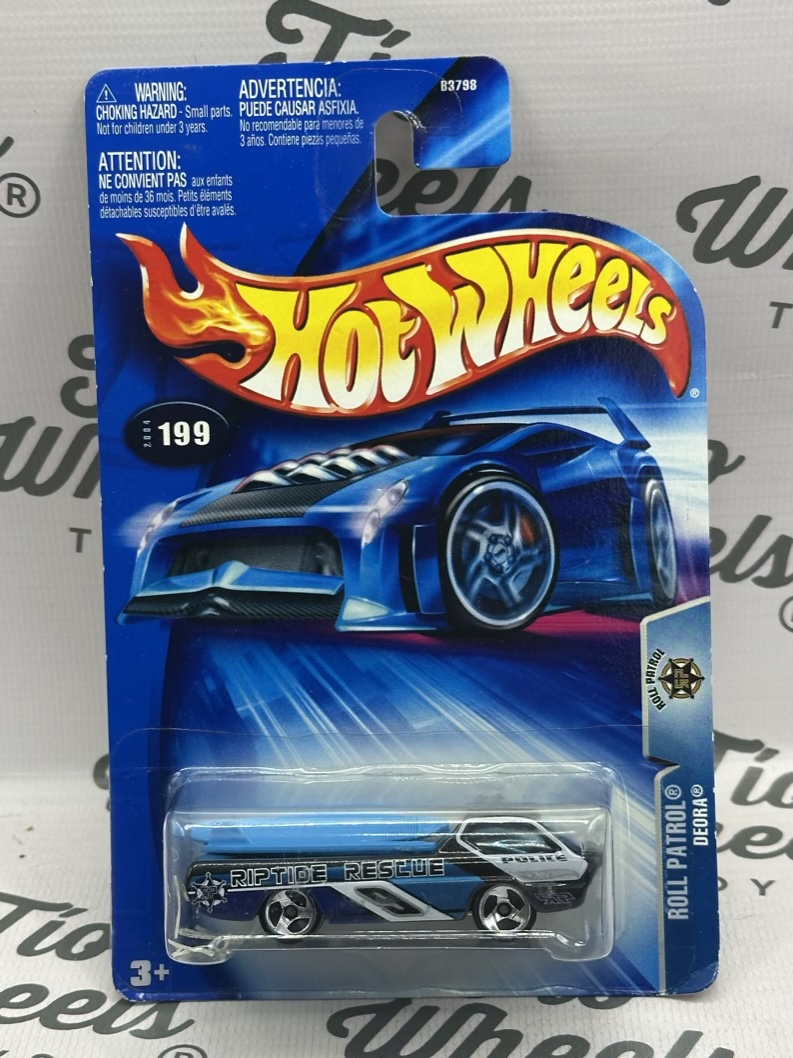 WARNING:
CHOKING HAZARD - Small parts.
Not for children under 3 years.
ADVERTENCIA:
PUEDE CAUSAR ASFIXIA.
No recomendable para menores de
3 años. Contiene piezas pequeñas.
B3798
ATTENTION:
NE CONVIENT PAS aux enfants
de moins de 36 mois. Petits éléments
détachables susceptibles d'être avalés.
HOT WHEELS
®
2004 199
ROLL PATROL
ROLL PATROL®
DEORA®
RIPTIDE RESCUE
POLICE
3+
Tío
Wheels